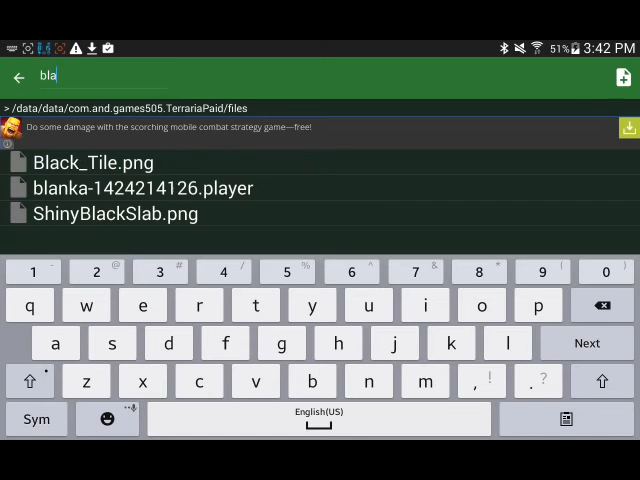 51% 3:42 PM
bla
> /data/data/com.and.games505.TerrariaPaid/files
Do some damage with the scorching mobile combat strategy game—free!
Black_Tile.png
blanka-1424214126.player
ShinyBlackSlab.png
1 - 2 @ 3 # 4 / 5 % 6 ^ 7 & 8 * 9 ( 0 )
q w e r t y u i o p
a s d f g h j k l Next
z x c v b n m , ! . ?
Sym English(US)